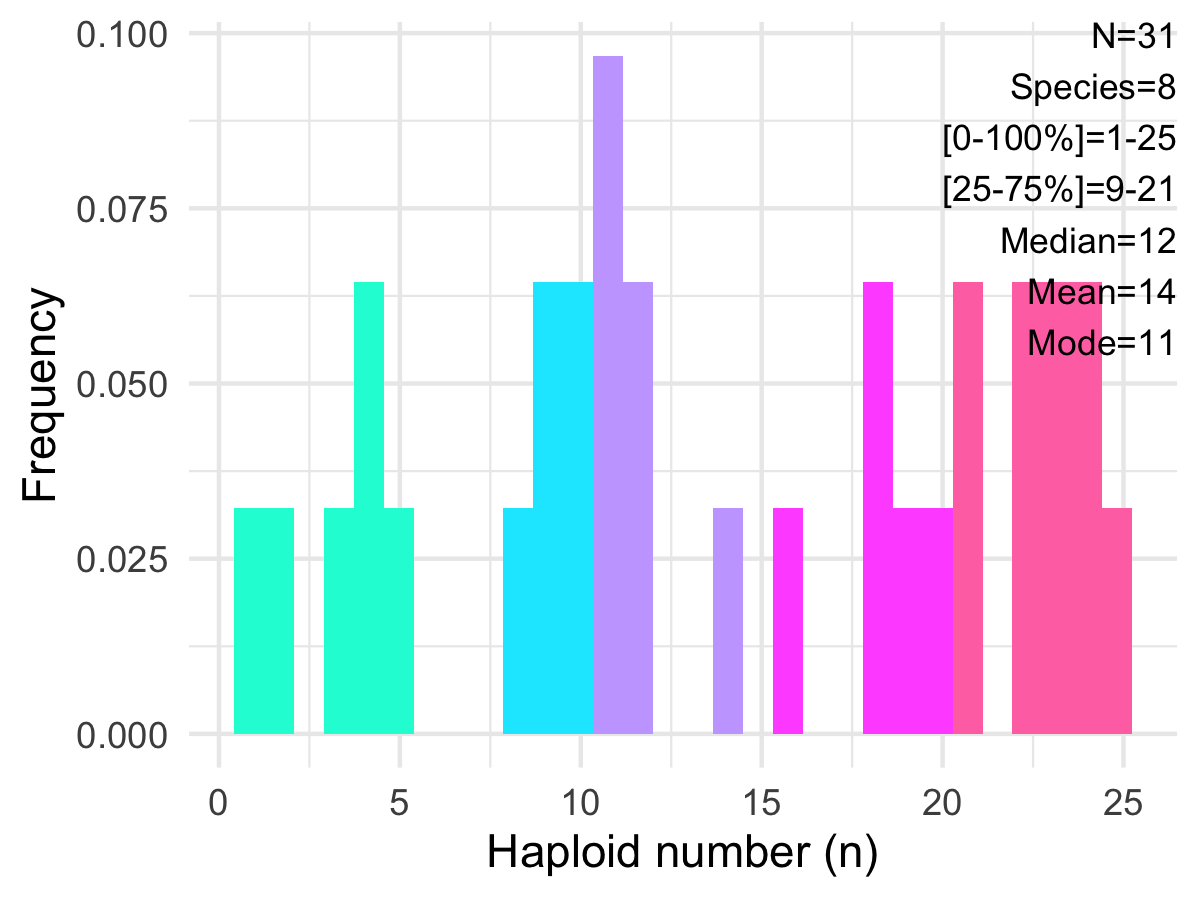 0.100
0.075
0.050
0.025
0.000
Frequency
N=31
Species=8
[0-100%]=1-25
[25-75%]=9-21
Median=12
Mean=14
Mode=11
0 5 10 15 20 25
Haploid number (n)